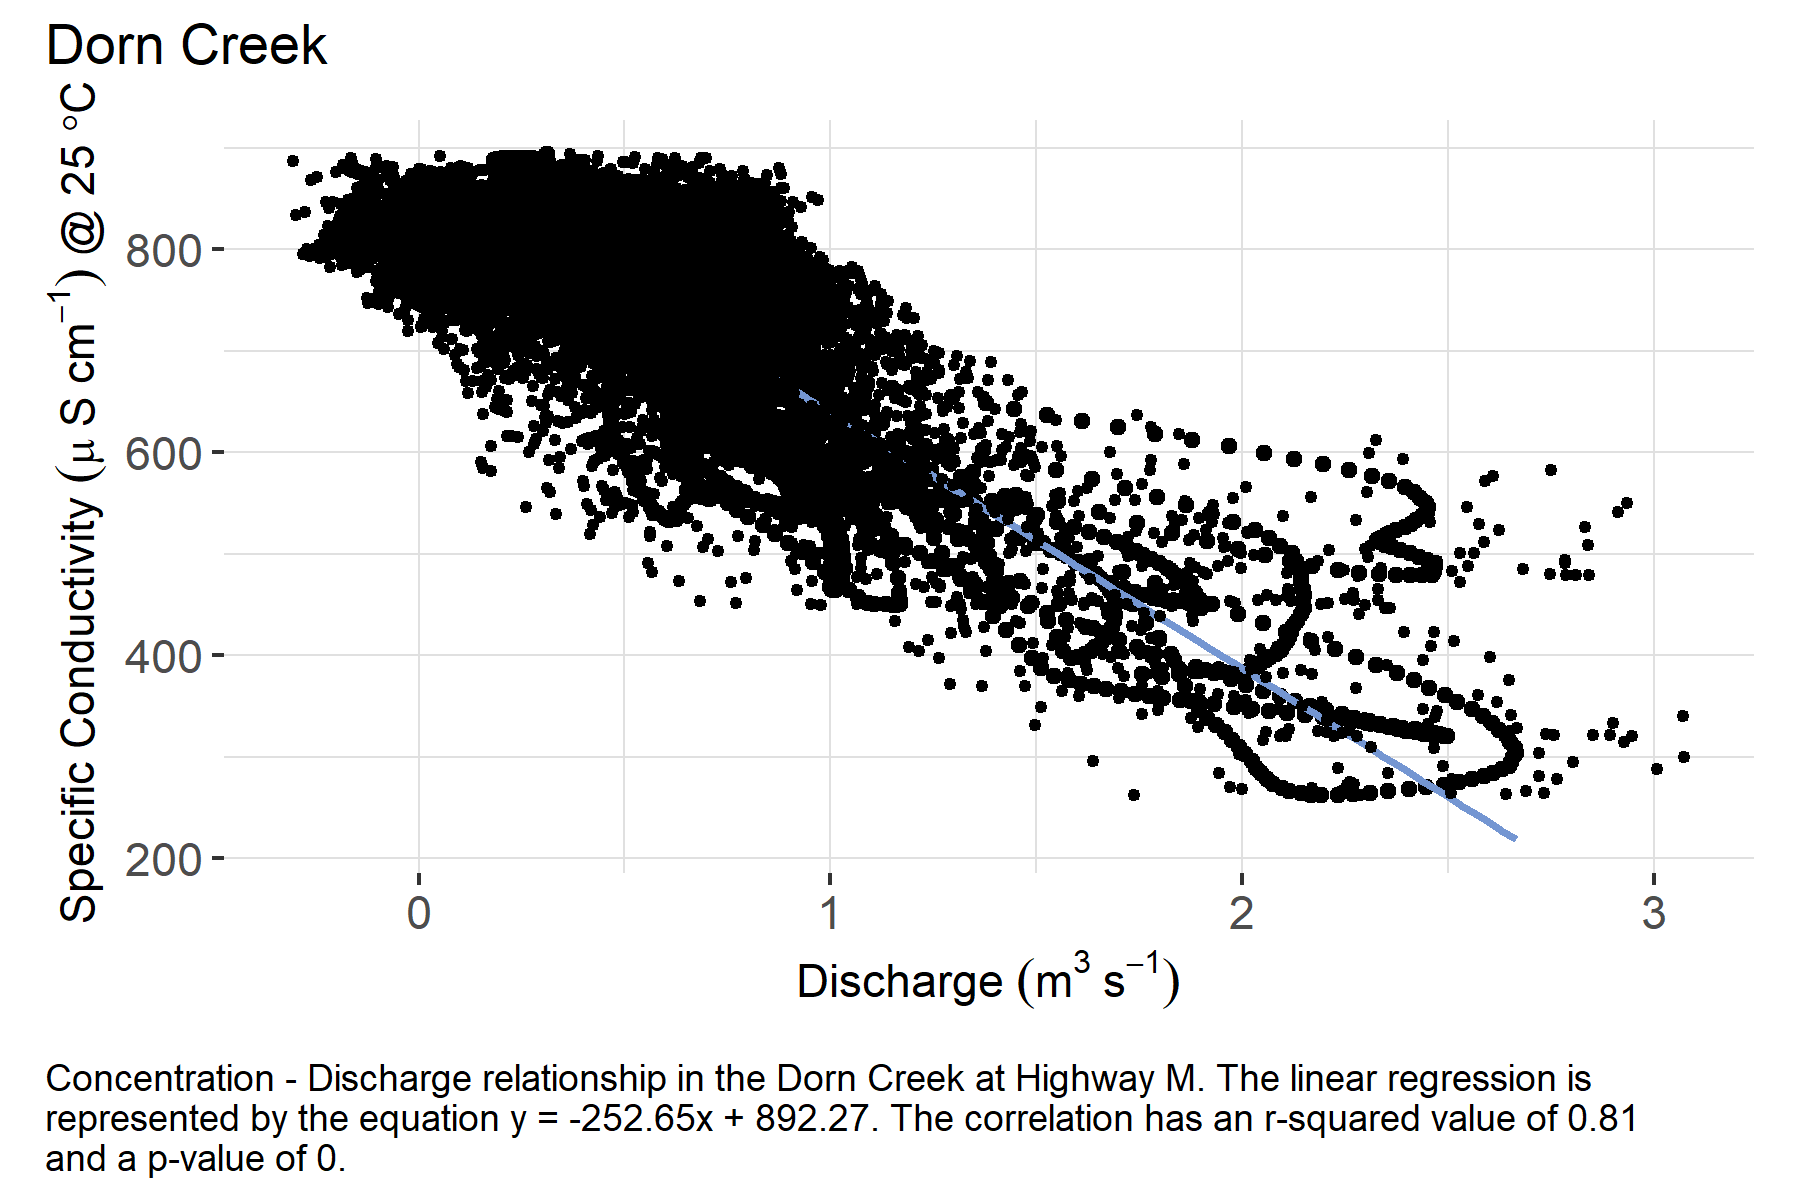 Dorn Creek
Specific Conductivity (μ S cm⁻¹) @ 25 °C
800
600
400
200
0 1 2 3
Discharge (m³ s⁻¹)
Concentration - Discharge relationship in the Dorn Creek at Highway M. The linear regression is
represented by the equation y = -252.65x + 892.27. The correlation has an r-squared value of 0.81
and a p-value of 0.